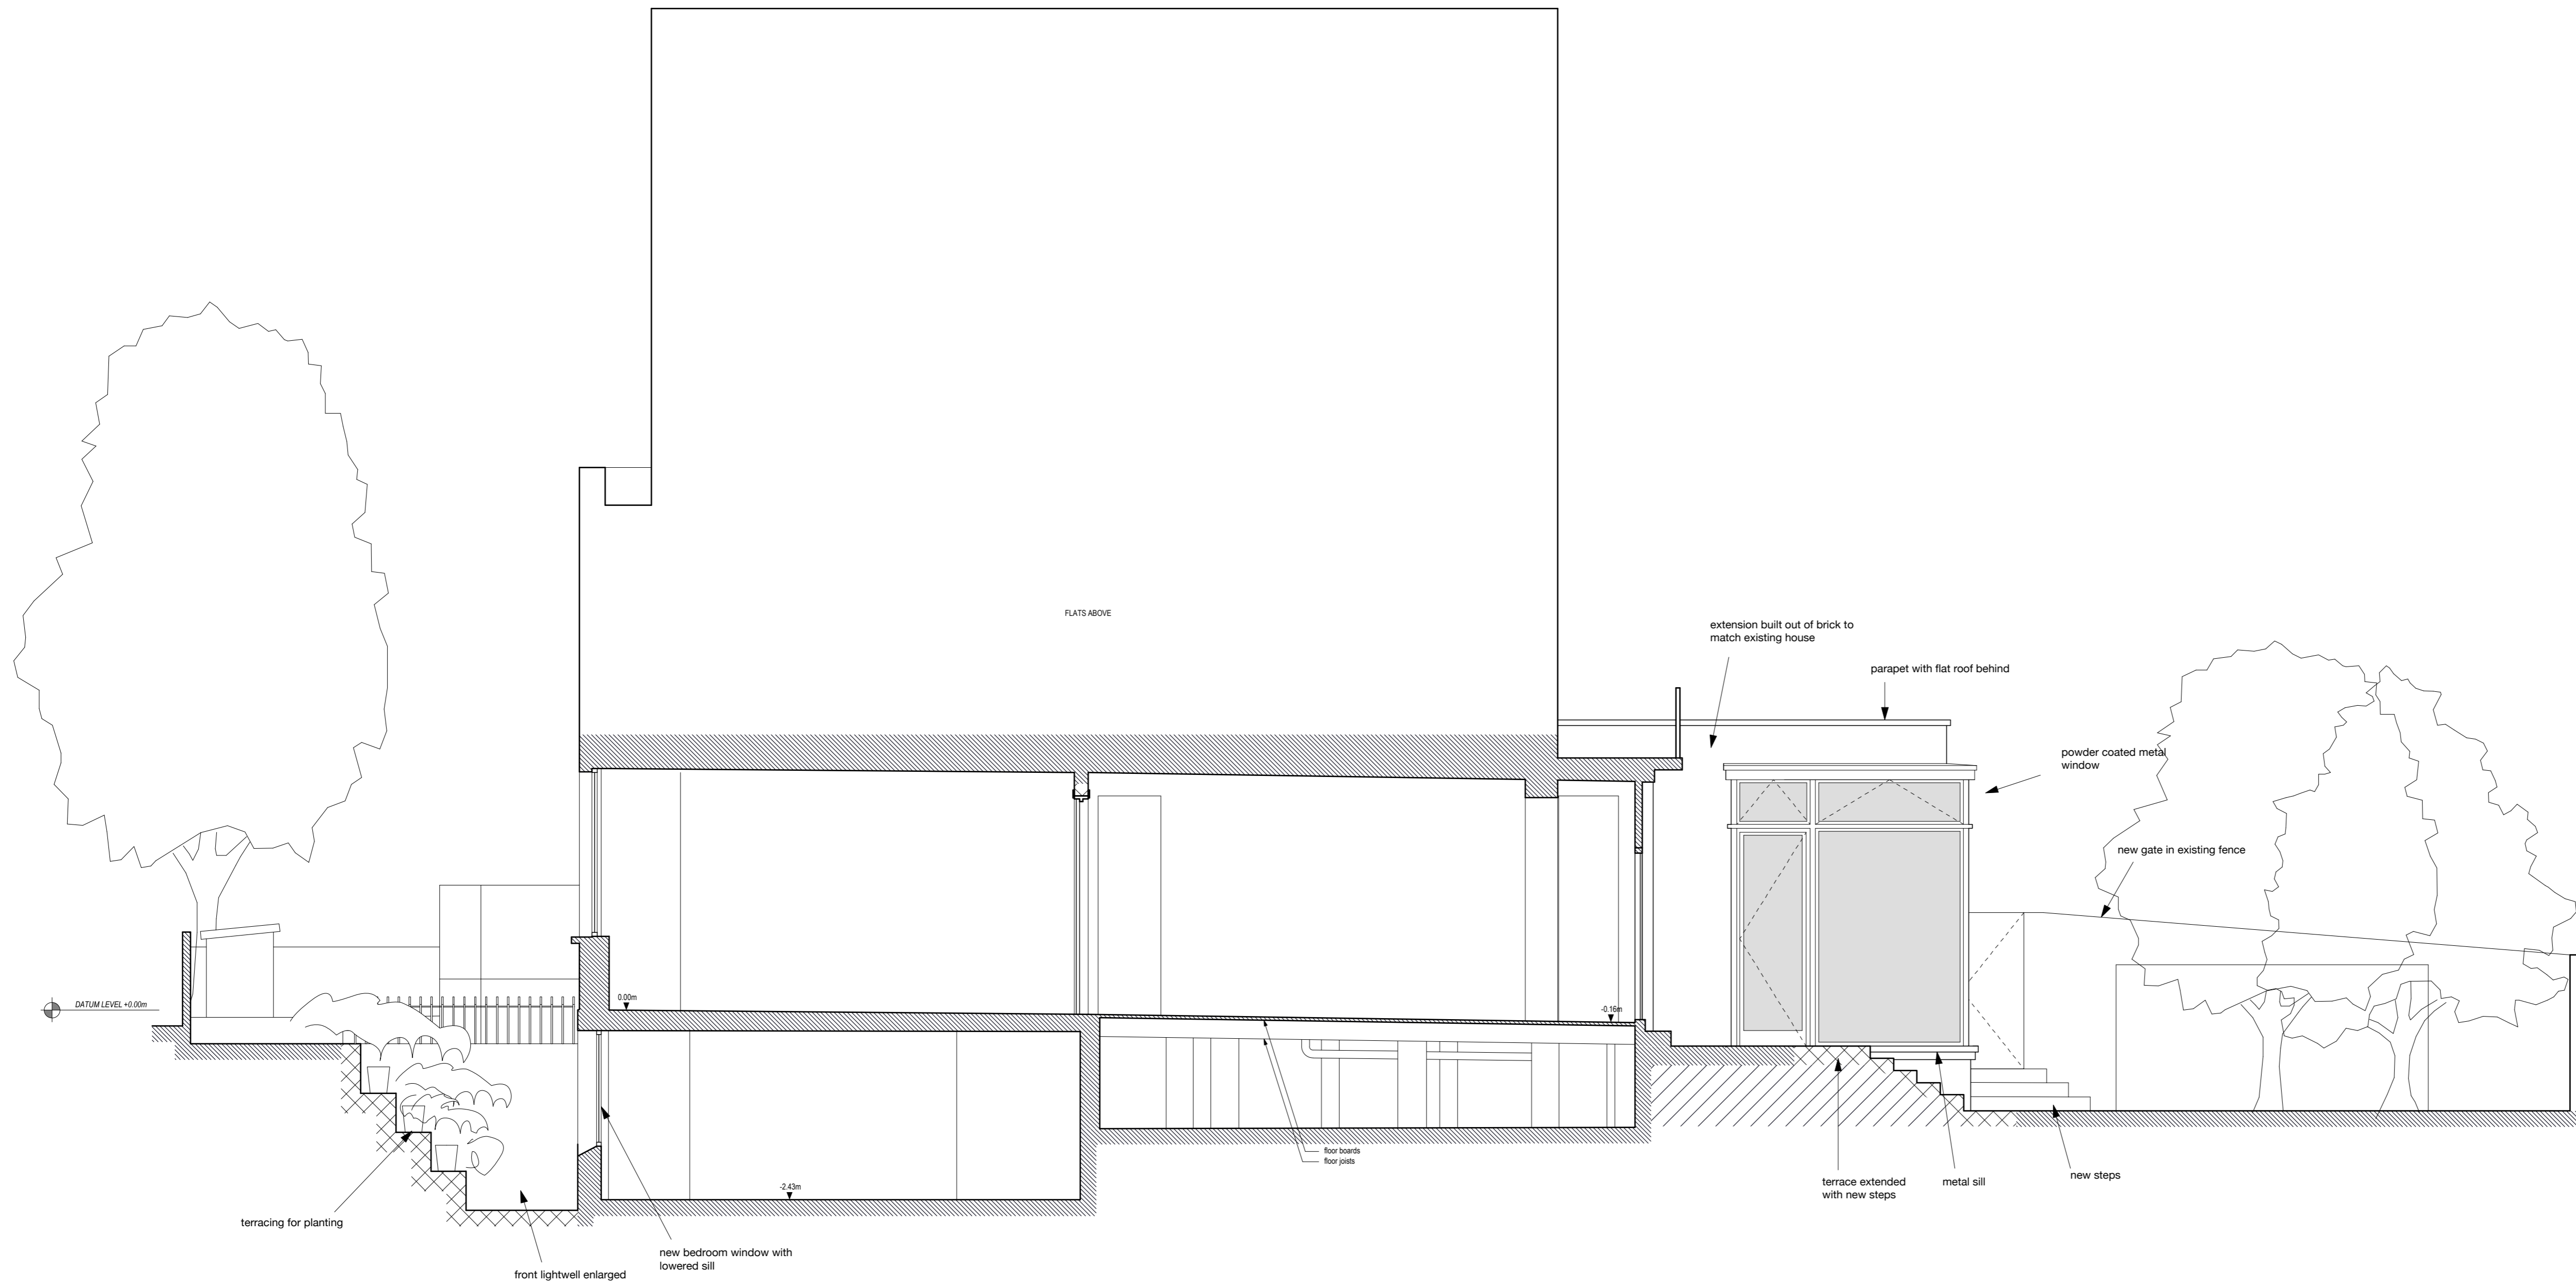 FLATS ABOVE
extension built out of brick to
match existing house
parapet with flat roof behind
powder coated metal
window
new gate in existing fence
DATUM LEVEL +0.00m
0.00m
-0.16m
floor boards
floor joists
-2.43m
terrace extended
with new steps
metal sill
new steps
terracing for planting
new bedroom window with
lowered sill
front lightwell enlarged